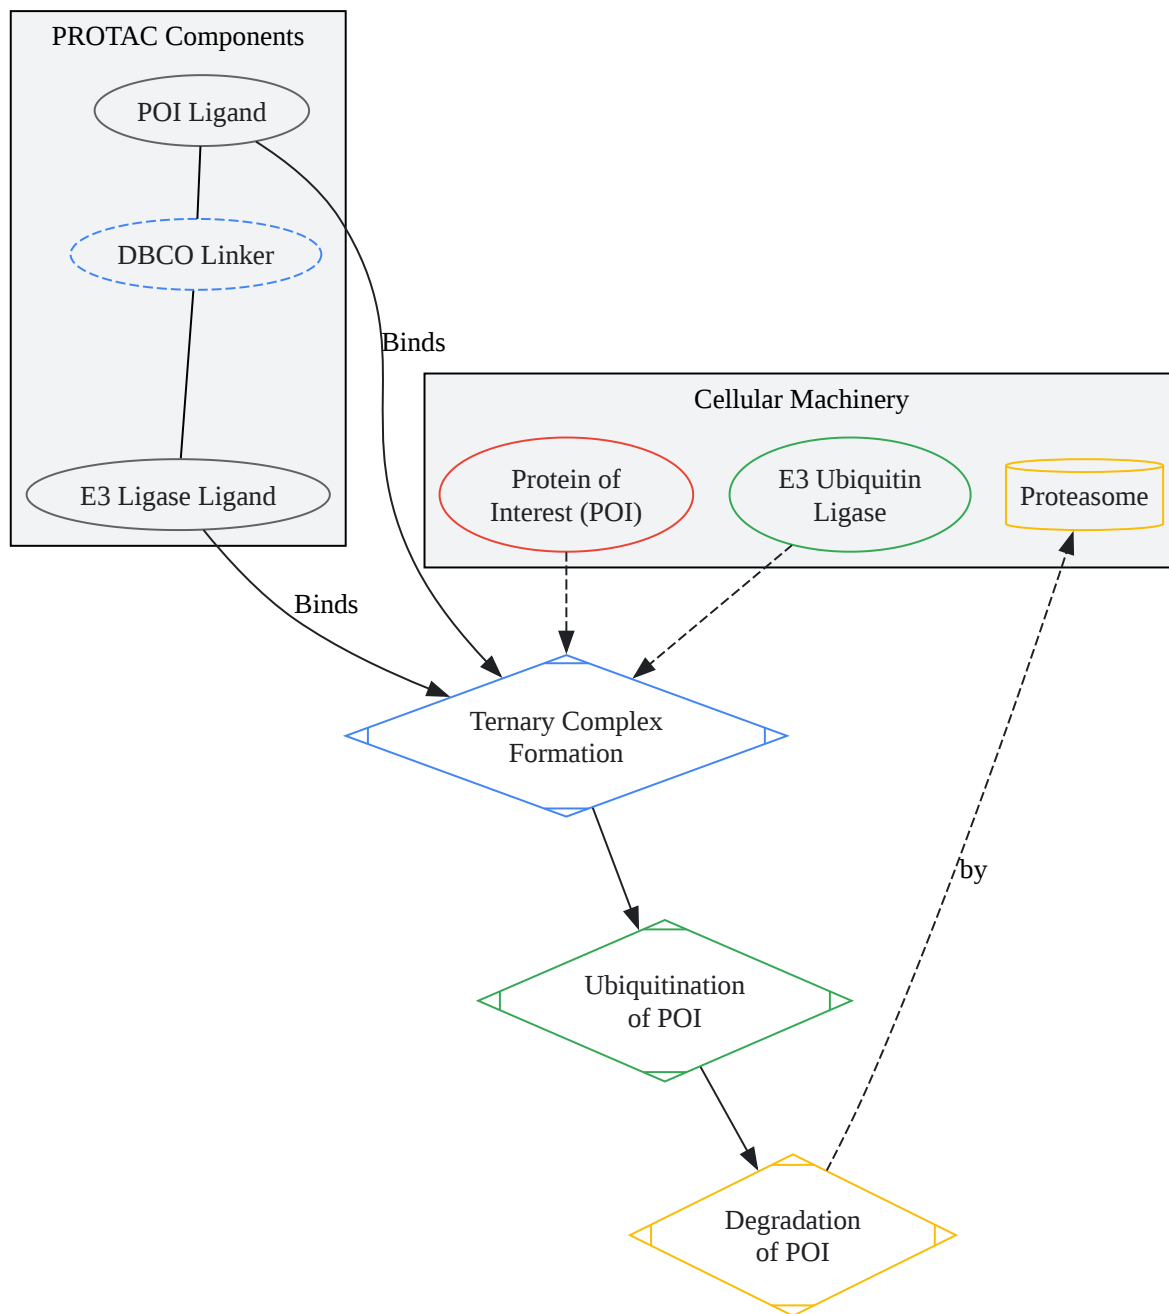 PROTAC Components
POI Ligand
DBCO Linker
Binds
Cellular Machinery
Protein of
Interest (POI)
E3 Ubiquitin
Ligase
Proteasome
E3 Ligase Ligand
Binds
Ternary Complex
Formation
by
Ubiquitination
of POI
Degradation
of POI